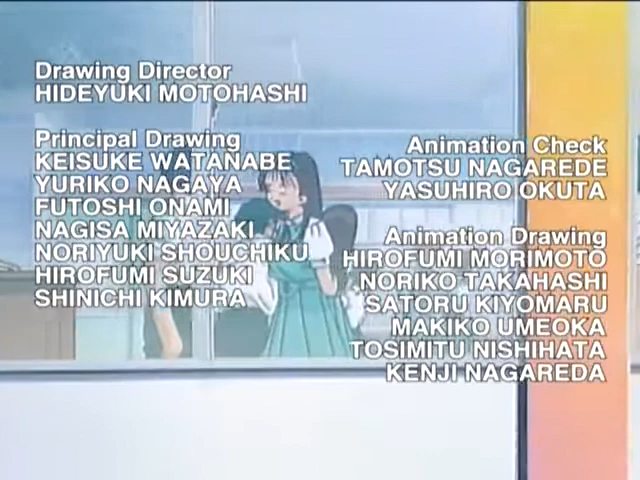 Drawing Director
HIDEYUKI MOTOHASHI
Principal Drawing
KEISUKE WATANABE
YURIKO NAGAYA
FUTOSHI ONAMI
NAGISA MIYAZAKI
NORIYUKI SHOUCHIKU
HIROFUMI SUZUKI
SHINICHI KIMURA
Animation Check
TAMOTSU NAGAREDE
YASUHIRO OKUTA
Animation Drawing
HIROFUMI MORIMOTO
NORIKO TAKAHASHI
SATORU KIYOMARU
MAKIKO UMEOKA
TOSIMITU NISHIHATA
KENJI NAGAREDA